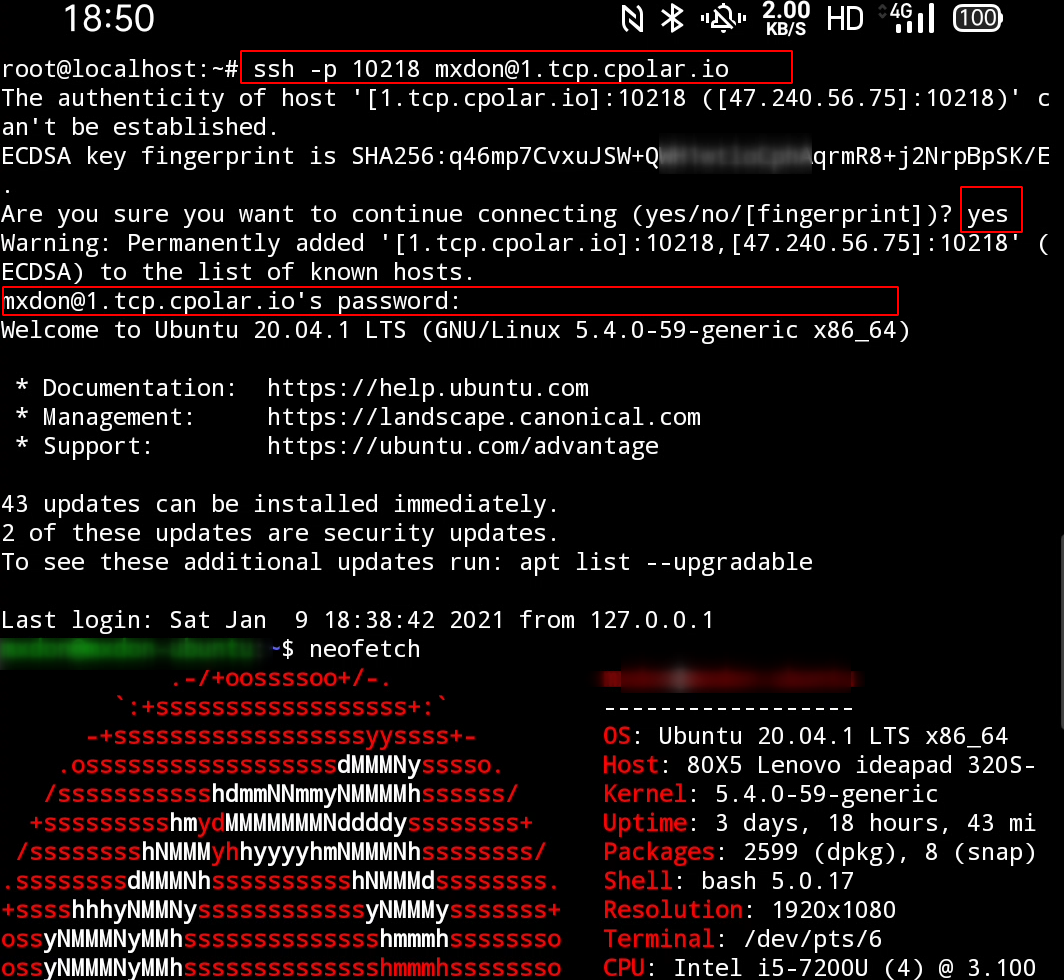 18:50 2.00 KB/S HD 4G 100
root@localhost:~# ssh -p 10218 mxdon@1.tcp.cpolar.io
The authenticity of host '[1.tcp.cpolar.io]:10218 ([47.240.56.75]:10218)' c
an't be established.
ECDSA key fingerprint is SHA256:q46mp7CvxuJSW+Q qrmR8+j2NrpBpSK/E
.
Are you sure you want to continue connecting (yes/no/[fingerprint])? yes
Warning: Permanently added '[1.tcp.cpolar.io]:10218,[47.240.56.75]:10218' (
ECDSA) to the list of known hosts.
mxdon@1.tcp.cpolar.io's password:
Welcome to Ubuntu 20.04.1 LTS (GNU/Linux 5.4.0-59-generic x86_64)
* Documentation: https://help.ubuntu.com
* Management: https://landscape.canonical.com
* Support: https://ubuntu.com/advantage
43 updates can be installed immediately.
2 of these updates are security updates.
To see these additional updates run: apt list --upgradable
Last login: Sat Jan 9 18:38:42 2021 from 127.0.0.1
~$ neofetch
.-/+oossssoo+/-.
`:+ssssssssssssssssss+:` -------------------
-+ssssssssssssssssssyyssss+- OS: Ubuntu 20.04.1 LTS x86_64
.ossssssssssssssssssdMMMNysssso. Host: 80X5 Lenovo ideapad 320S-
/ssssssssssshdmmNNmmyNMMMMhssssss/ Kernel: 5.4.0-59-generic
+ssssssssshmydMMMMMMMNddddyssssssss+ Uptime: 3 days, 18 hours, 43 mi
/sssssssshNMMMyhhyyyyhmNMMMNhssssssss/ Packages: 2599 (dpkg), 8 (snap)
.ssssssssdMMMNhsssssssssshNMMMdssssssss. Shell: bash 5.0.17
+sssshhhyNMMNyssssssssssssyNMMMysssssss+ Resolution: 1920x1080
ossyNMMMNyMMhsssssssssssssshmmmhssssssso Terminal: /dev/pts/6
ossyNMMMNyMMhsssssssssssssshmmmhssssssso CPU: Intel i5-7200U (4) @ 3.100